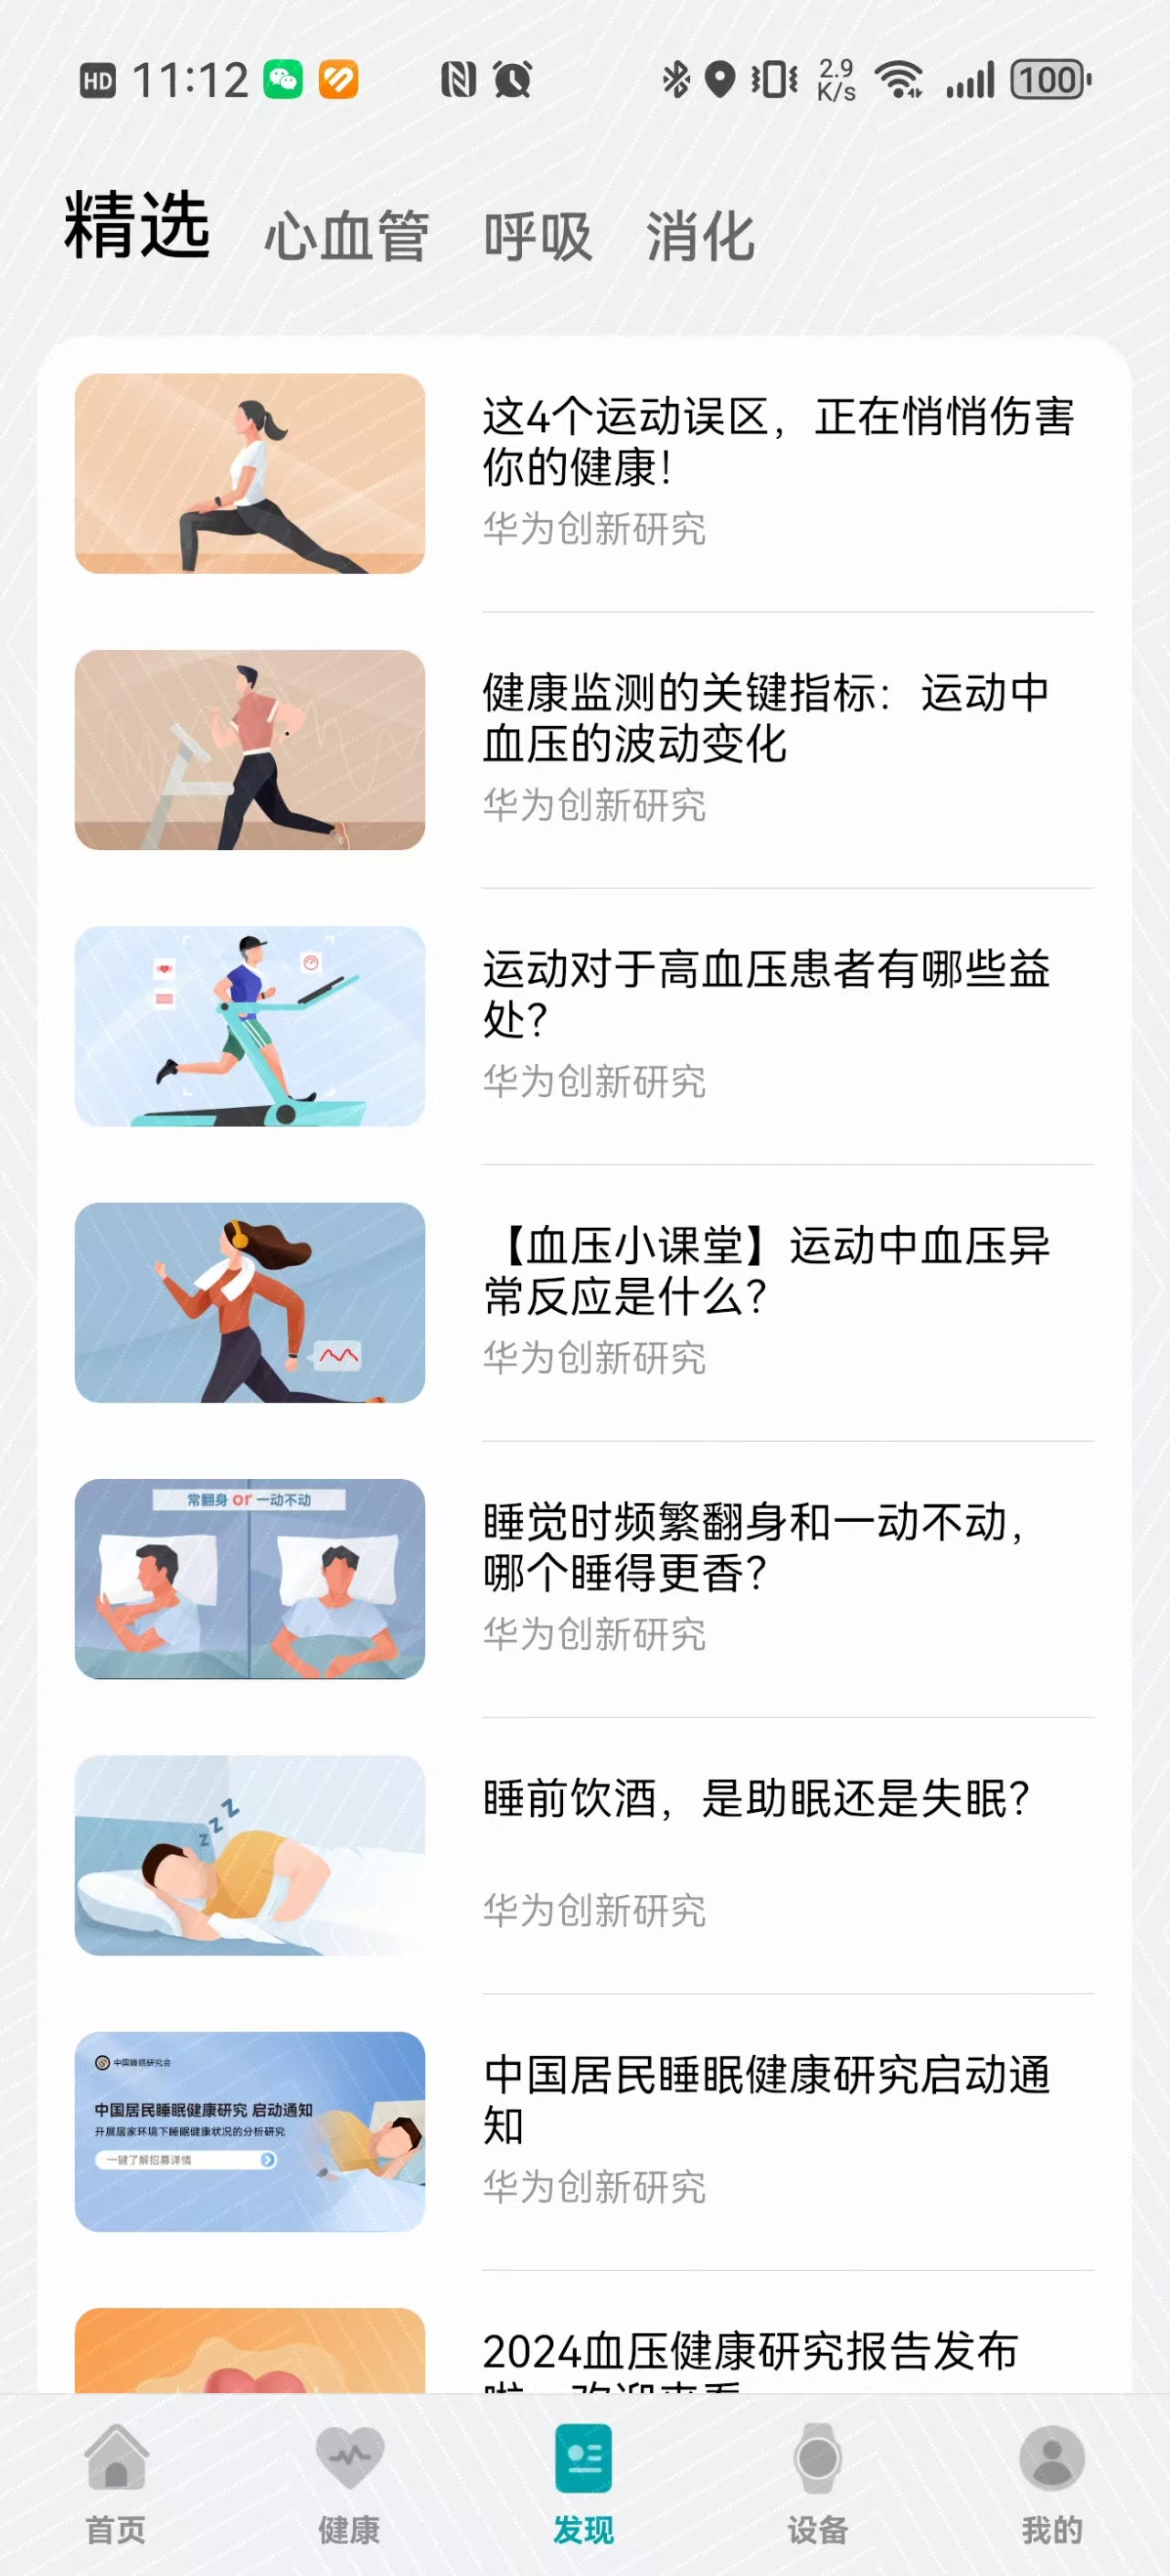 HD 11:12 2.9 K/s 100
精选 心血管 呼吸 消化
这4个运动误区，正在悄悄伤害
你的健康！
华为创新研究
健康监测的关键指标：运动中
血压的波动变化
华为创新研究
运动对于高血压患者有哪些益
处？
华为创新研究
【血压小课堂】运动中血压异
常反应是什么？
华为创新研究
常翻身 or 一动不动
睡觉时频繁翻身和一动不动，
哪个睡得更香？
华为创新研究
zzz
睡前饮酒，是助眠还是失眠？
华为创新研究
中国睡眠研究会
中国居民睡眠健康研究 启动通知
开展居家环境下睡眠健康状况的分析研究
一键了解招募详情
中国居民睡眠健康研究启动通
知
华为创新研究
2024血压健康研究报告发布
首页 健康 发现 设备 我的